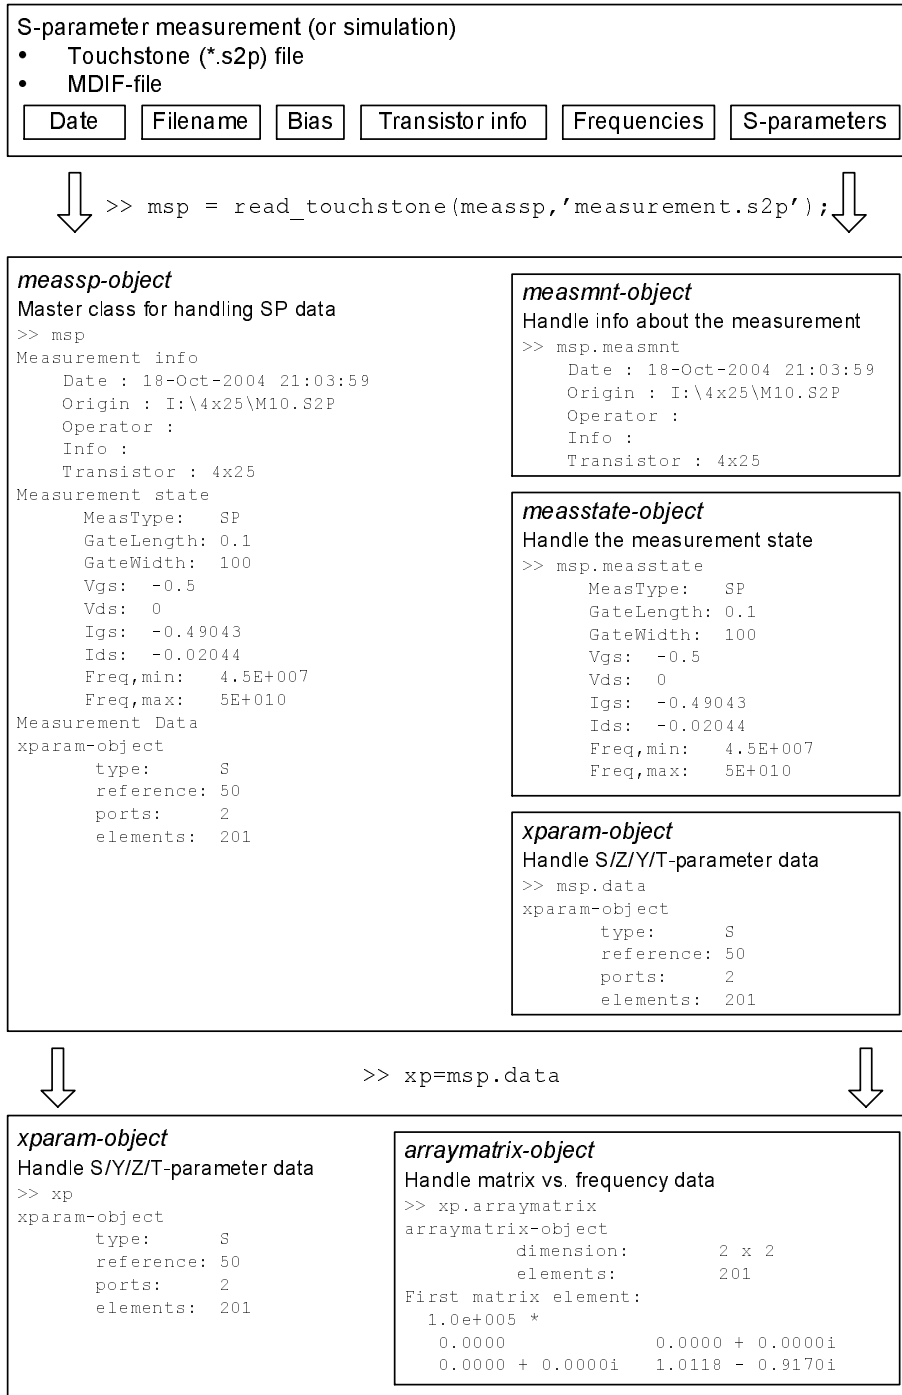 S-parameter measurement (or simulation)
• Touchstone (*.s2p) file
• MDIF-file
Date Filename Bias Transistor info Frequencies S-parameters
>> msp = read_touchstone(meassp,'measurement.s2p');
meassp-object
Master class for handling SP data
>> msp
Measurement info
Date : 18-Oct-2004 21:03:59
Origin : I:\4x25\M10.S2P
Operator :
Info :
Transistor : 4x25
Measurement state
MeasType: SP
GateLength: 0.1
GateWidth: 100
Vgs: -0.5
Vds: 0
Igs: -0.49043
Ids: -0.02044
Freq,min: 4.5E+007
Freq,max: 5E+010
Measurement Data
xparam-object
type: S
reference: 50
ports: 2
elements: 201
measmnt-object
Handle info about the measurement
>> msp.measmnt
Date : 18-Oct-2004 21:03:59
Origin : I:\4x25\M10.S2P
Operator :
Info :
Transistor : 4x25
measstate-object
Handle the measurement state
>> msp.measstate
MeasType: SP
GateLength: 0.1
GateWidth: 100
Vgs: -0.5
Vds: 0
Igs: -0.49043
Ids: -0.02044
Freq,min: 4.5E+007
Freq,max: 5E+010
xparam-object
Handle S/Z/Y/T-parameter data
>> msp.data
xparam-object
type: S
reference: 50
ports: 2
elements: 201
>> xp=msp.data
xparam-object
Handle S/Y/Z/T-parameter data
>> xp
xparam-object
type: S
reference: 50
ports: 2
elements: 201
arraymatrix-object
Handle matrix vs. frequency data
>> xp.arraymatrix
arraymatrix-object
dimension: 2 x 2
elements: 201
First matrix element:
1.0e+005 *
0.0000 0.0000 + 0.0000i
0.0000 + 0.0000i 1.0118 - 0.9170i